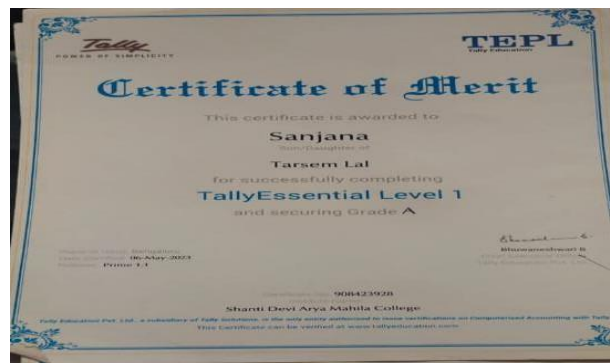 Tally
POWER OF SIMPLICITY
TEPL
Tally Education
Certificate of Merit
This certificate is awarded to
Sanjana
Son/Daughter of
Tarsem Lal
for successfully completing
TallyEssential Level 1
and securing Grade A
06-May-2023
Prime 1.1
Bhuwaneshwari B
908423928
Shanti Devi Arya Mahila College
Tally Education Pvt. Ltd., a subsidiary of Tally Solutions, is the only entity authorised to issue Certificates on Computerised Accounting with Tally
This Certificate can be verified at www.tallyeducation.com